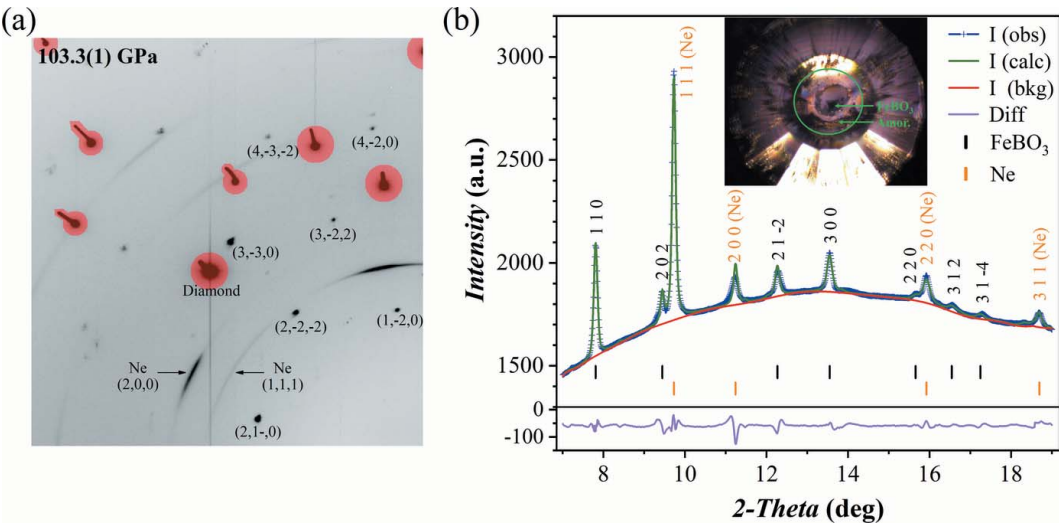 (a)
103.3(1) GPa
(4,-3,-2)
(4,-2,0)
(3,-2,2)
(3,-3,0)
Diamond
(2,-2,-2)
(1,-2,0)
Ne
(2,0,0)
Ne
(1,1,1)
(2,1-,0)
(b)
Intensity (a.u.)
3000
2500
2000
1500
0
-100
1 1 0
2 0 2
1 1 1 (Ne)
2 0 0 (Ne)
2 1 -2
3 0 0
2 2 0
2 2 0 (Ne)
3 1 2
3 1 -4
3 1 1 (Ne)
FeBO3
Amor.
I (obs)
I (calc)
I (bkg)
Diff
FeBO₃
Ne
8
10
12
14
16
18
2-Theta (deg)